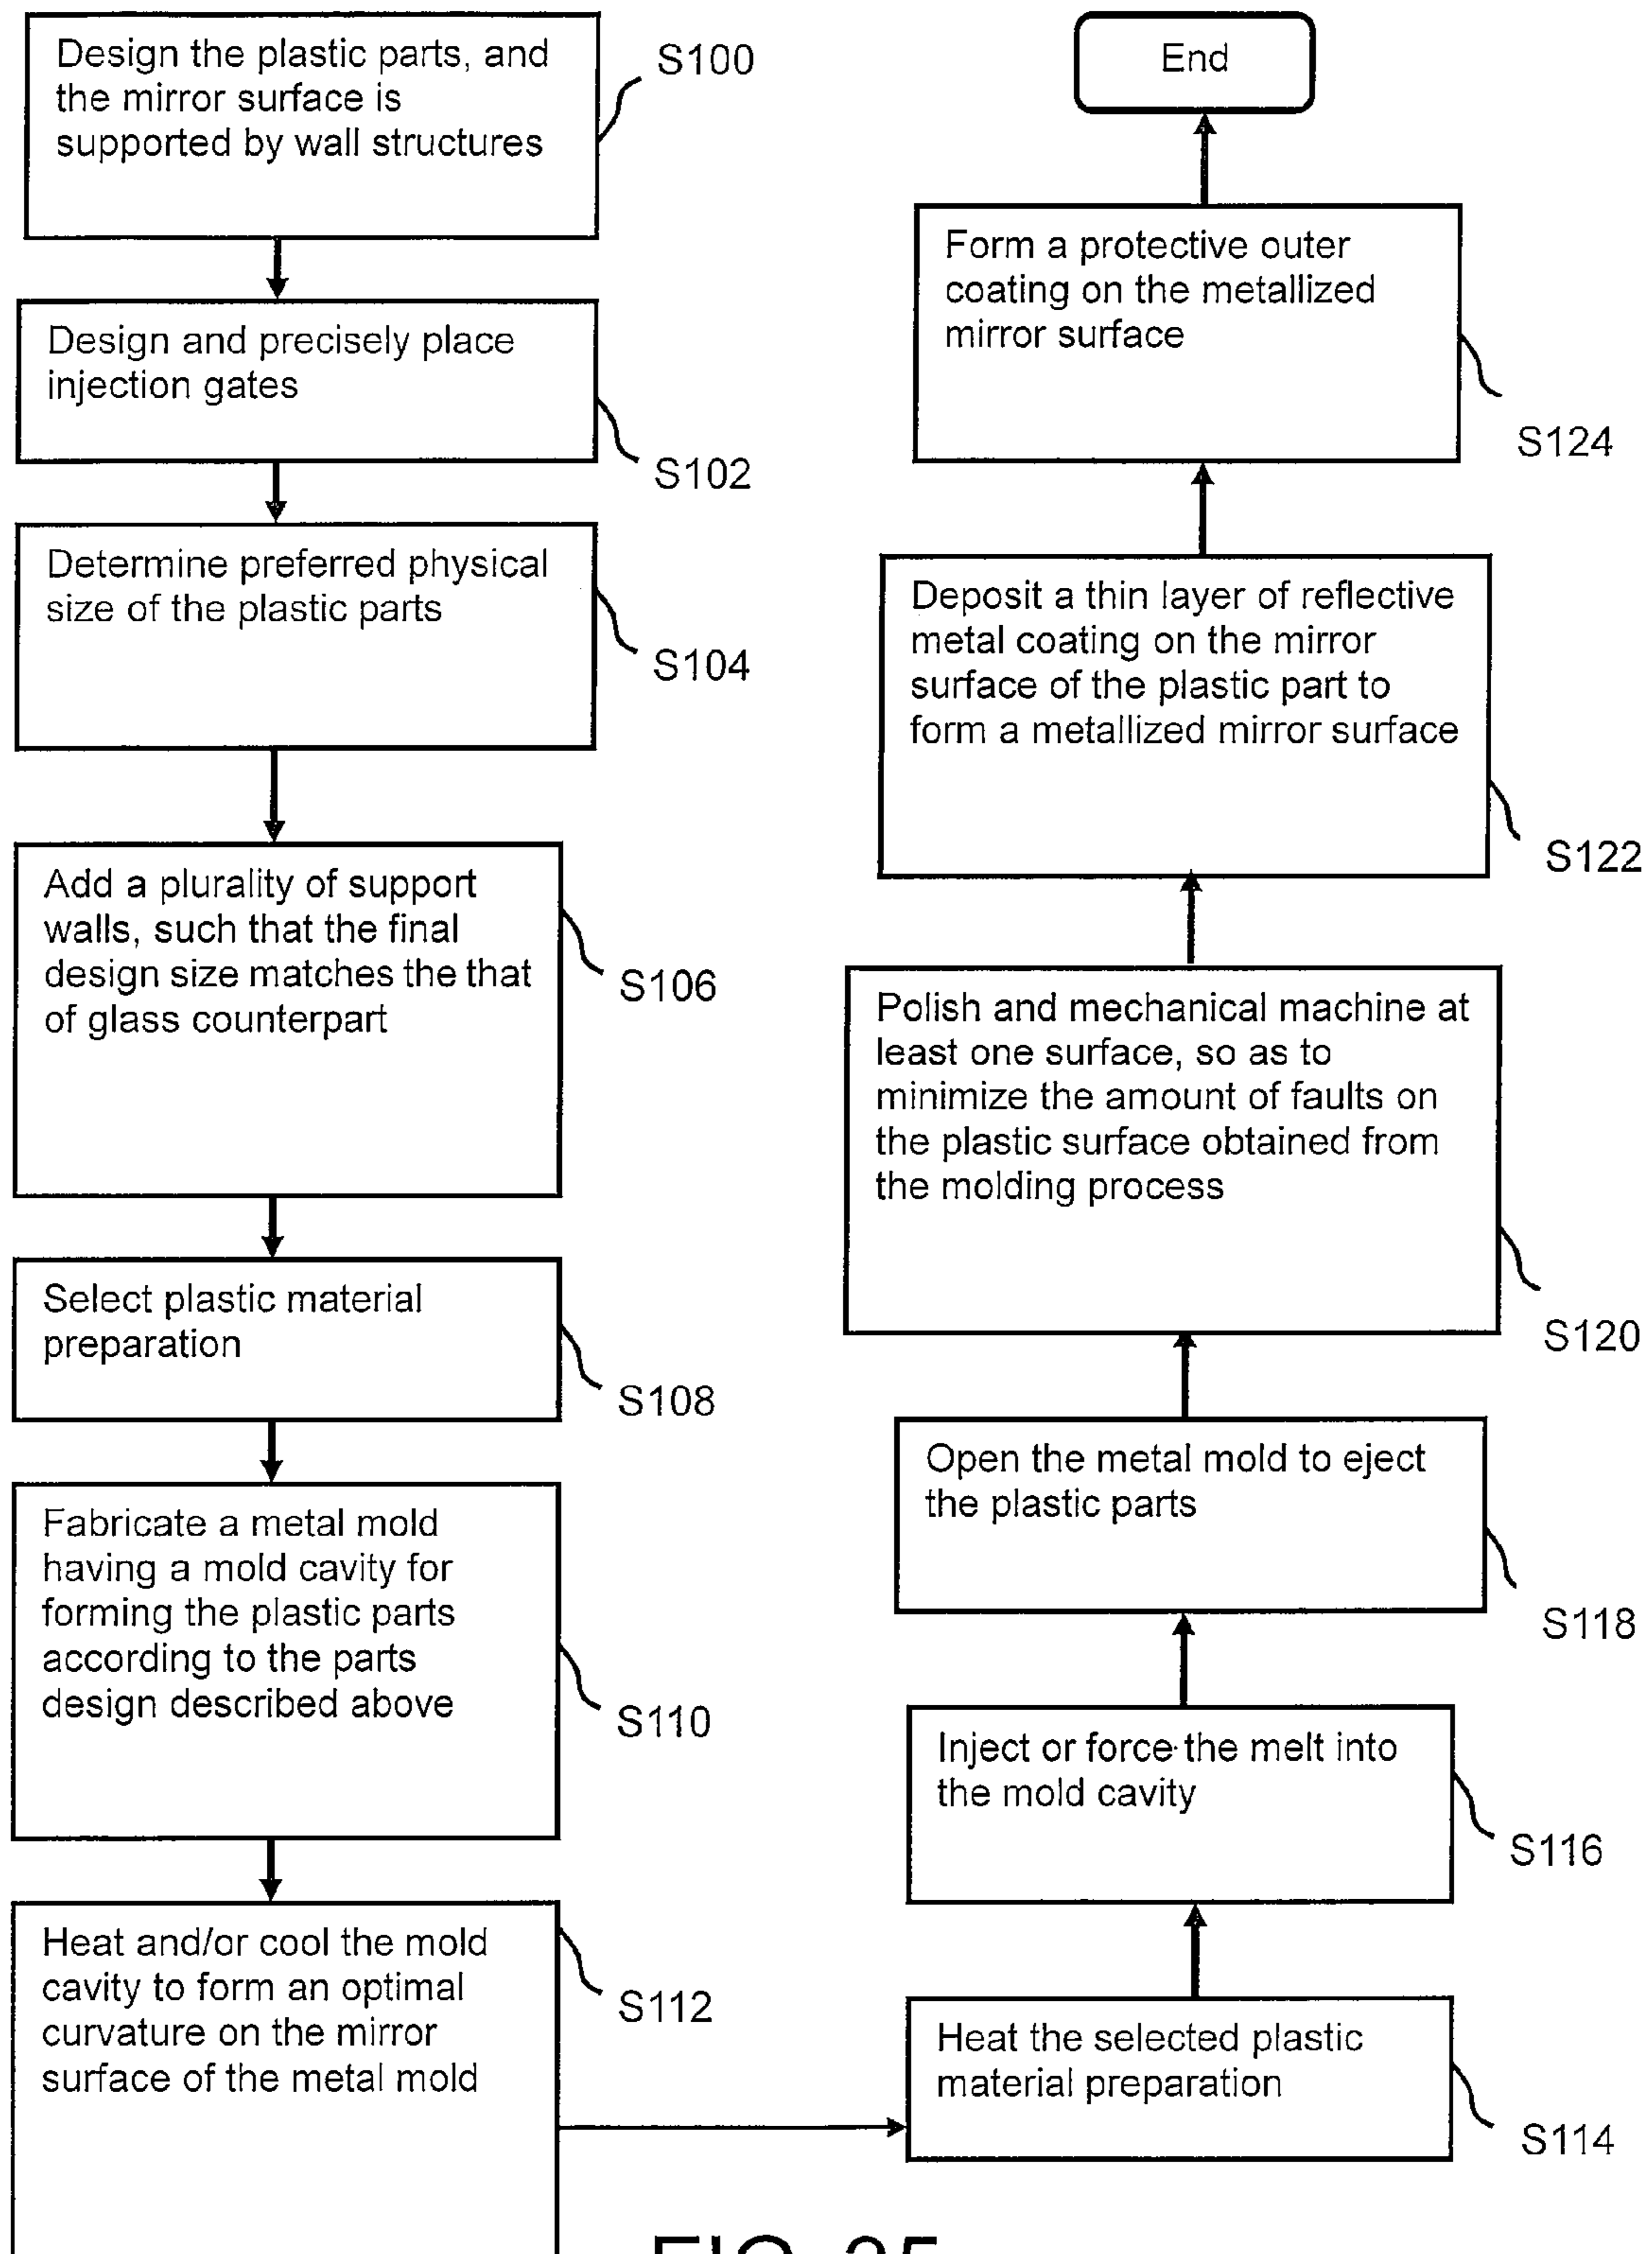 Design the plastic parts, and
the mirror surface is
supported by wall structures
S100
Design and precisely place
injection gates
S102
Determine preferred physical
size of the plastic parts
S104
Add a plurality of support
walls, such that the final
design size matches the that
of glass counterpart
S106
Select plastic material
preparation
S108
Fabricate a metal mold
having a mold cavity for
forming the plastic parts
according to the parts
design described above
S110
Heat and/or cool the mold
cavity to form an optimal
curvature on the mirror
surface of the metal mold
S112
Heat the selected plastic
material preparation
S114
Inject or force the melt into
the mold cavity
S116
Open the metal mold to eject
the plastic parts
S118
Polish and mechanical machine at
least one surface, so as to
minimize the amount of faults on
the plastic surface obtained from
the molding process
S120
Deposit a thin layer of reflective
metal coating on the mirror
surface of the plastic part to
form a metallized mirror surface
S122
Form a protective outer
coating on the metallized
mirror surface
S124
End